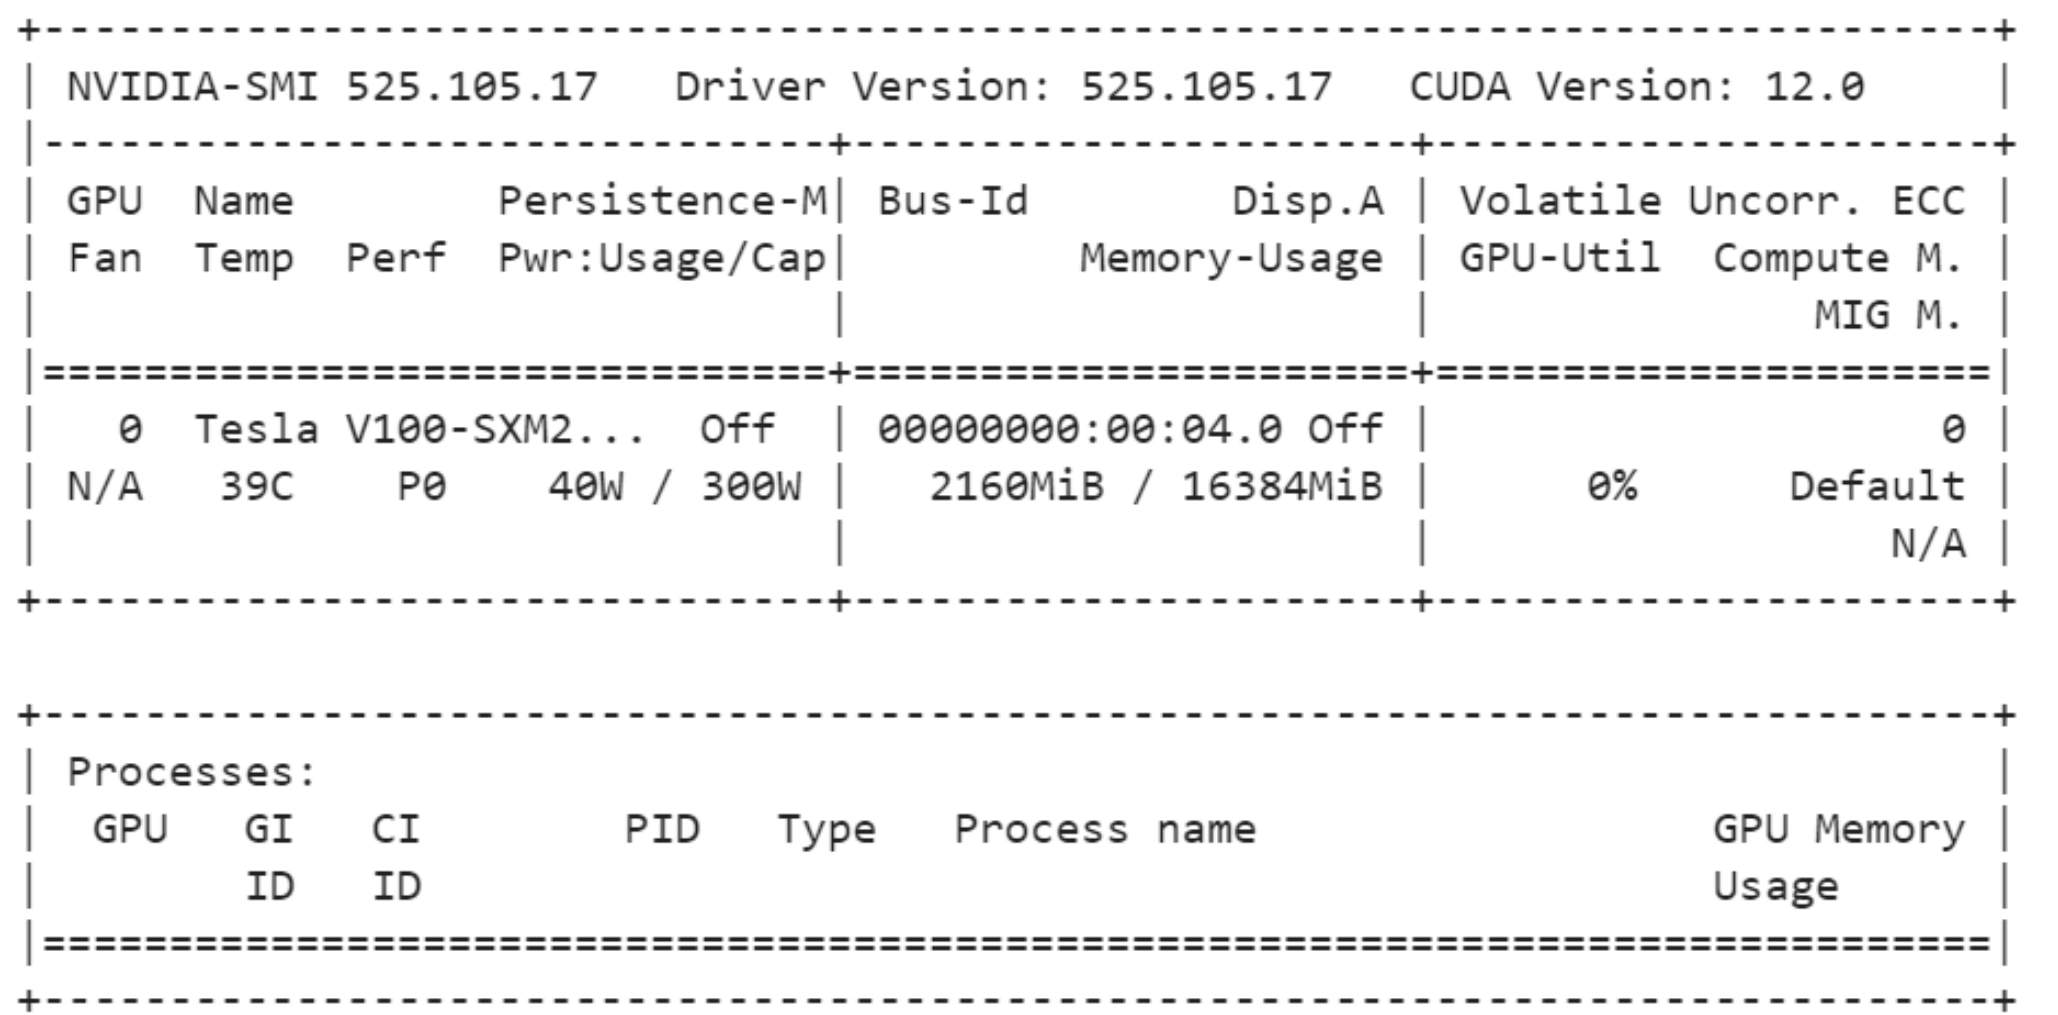 +-----------------------------------------------------------------------------+
| NVIDIA-SMI 525.105.17   Driver Version: 525.105.17   CUDA Version: 12.0     |
|-------------------------------+----------------------+----------------------+
| GPU  Name        Persistence-M| Bus-Id        Disp.A | Volatile Uncorr. ECC |
| Fan  Temp  Perf  Pwr:Usage/Cap|         Memory-Usage | GPU-Util  Compute M. |
|                               |                      |               MIG M. |
|===============================+======================+======================|
|   0  Tesla V100-SXM2...  Off  | 00000000:00:04.0 Off |                    0 |
| N/A   39C    P0    40W / 300W |   2160MiB / 16384MiB |      0%      Default |
|                               |                      |                  N/A |
+-------------------------------+----------------------+----------------------+

+-----------------------------------------------------------------------------+
| Processes:                                                                  |
|  GPU   GI   CI        PID   Type   Process name                  GPU Memory |
|        ID   ID                                                   Usage      |
|=============================================================================|
+-----------------------------------------------------------------------------+